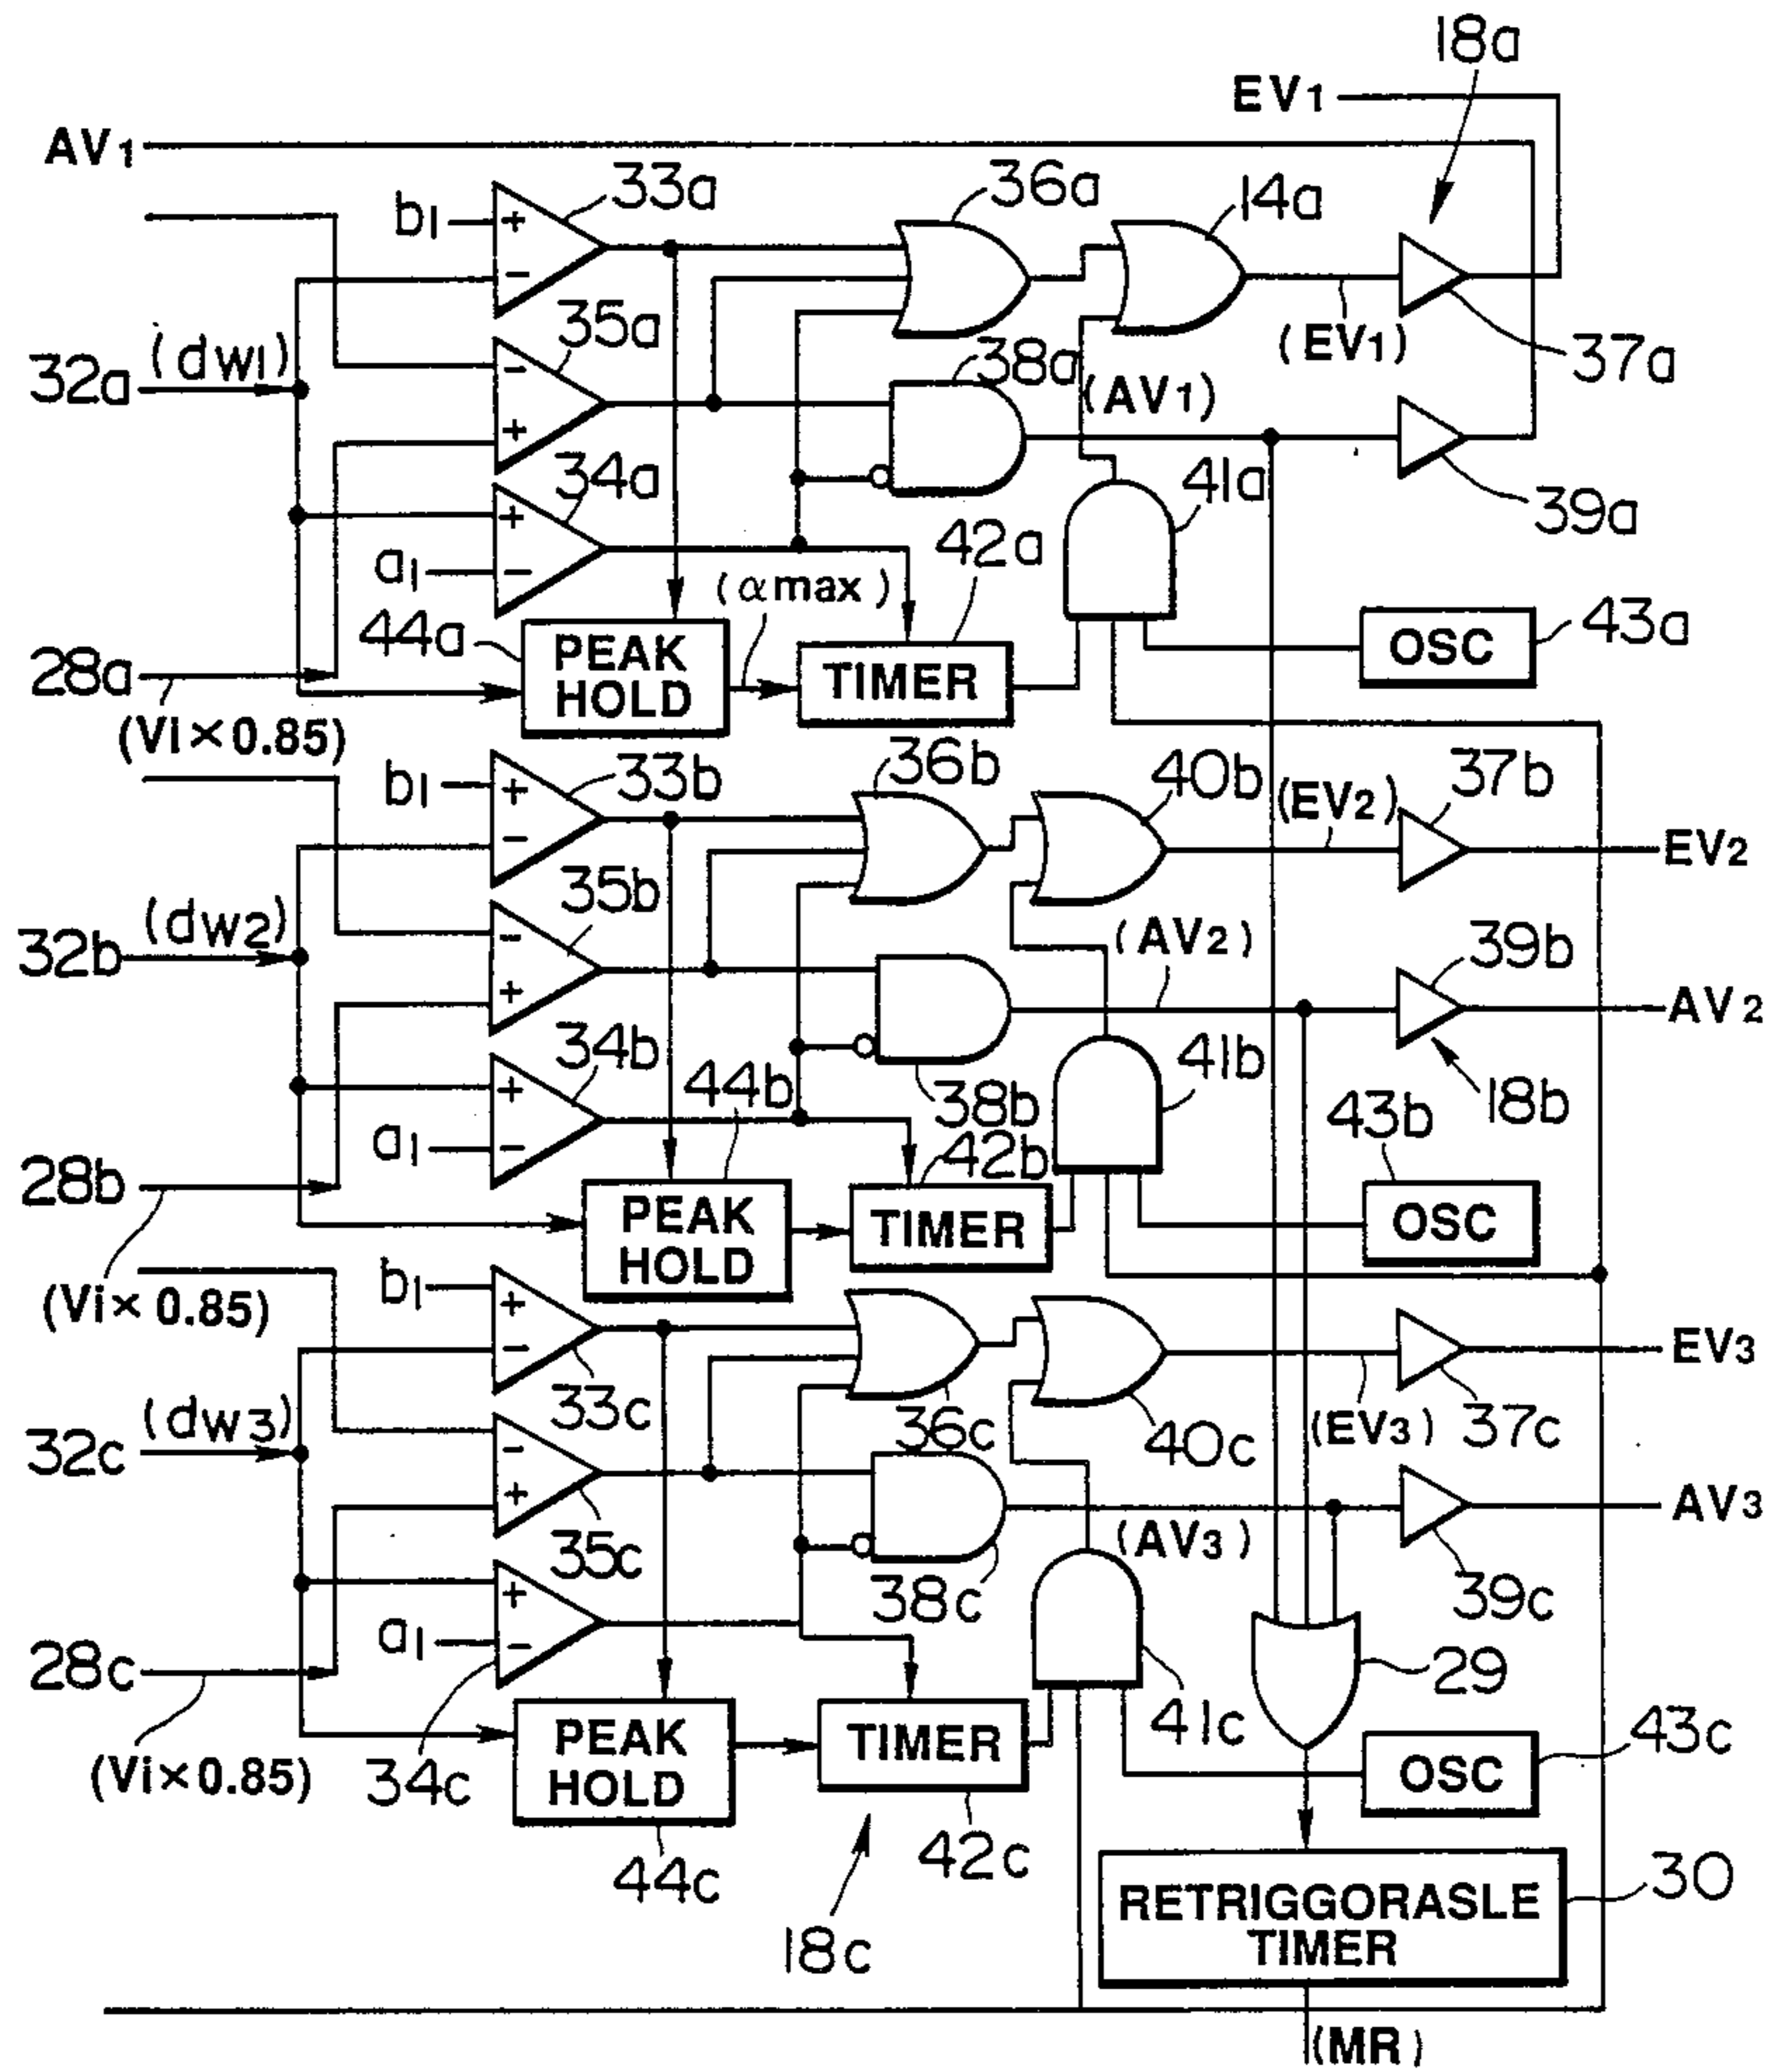 18a
EV1
AV1
33a
36a
14a
b1
+
−
35a
(dw1)
32a
−
+
38a
(AV1)
(EV1)
37a
34a
41a
39a
+
a1
−
42a
(αmax)
44a
PEAK
HOLD
TIMER
OSC
43a
28a
(Vi×0.85)
33b
36b
40b
37b
b1
+
−
(EV2)
EV2
35b
(dw2)
32b
−
+
(AV2)
39b
AV2
34b
44b
41b
38b
18b
+
a1
−
42b
43b
28b
PEAK
HOLD
TIMER
OSC
(Vi×0.85)
b1
+
−
EV3
33c
36c
40c
(EV3)
37c
(dw3)
32c
−
+
35c
(AV3)
AV3
38c
39c
+
a1
−
28c
29
41c
43c
PEAK
HOLD
TIMER
OSC
(Vi×0.85)
34c
44c
42c
30
RETRIGGORASLE
TIMER
18c
(MR)